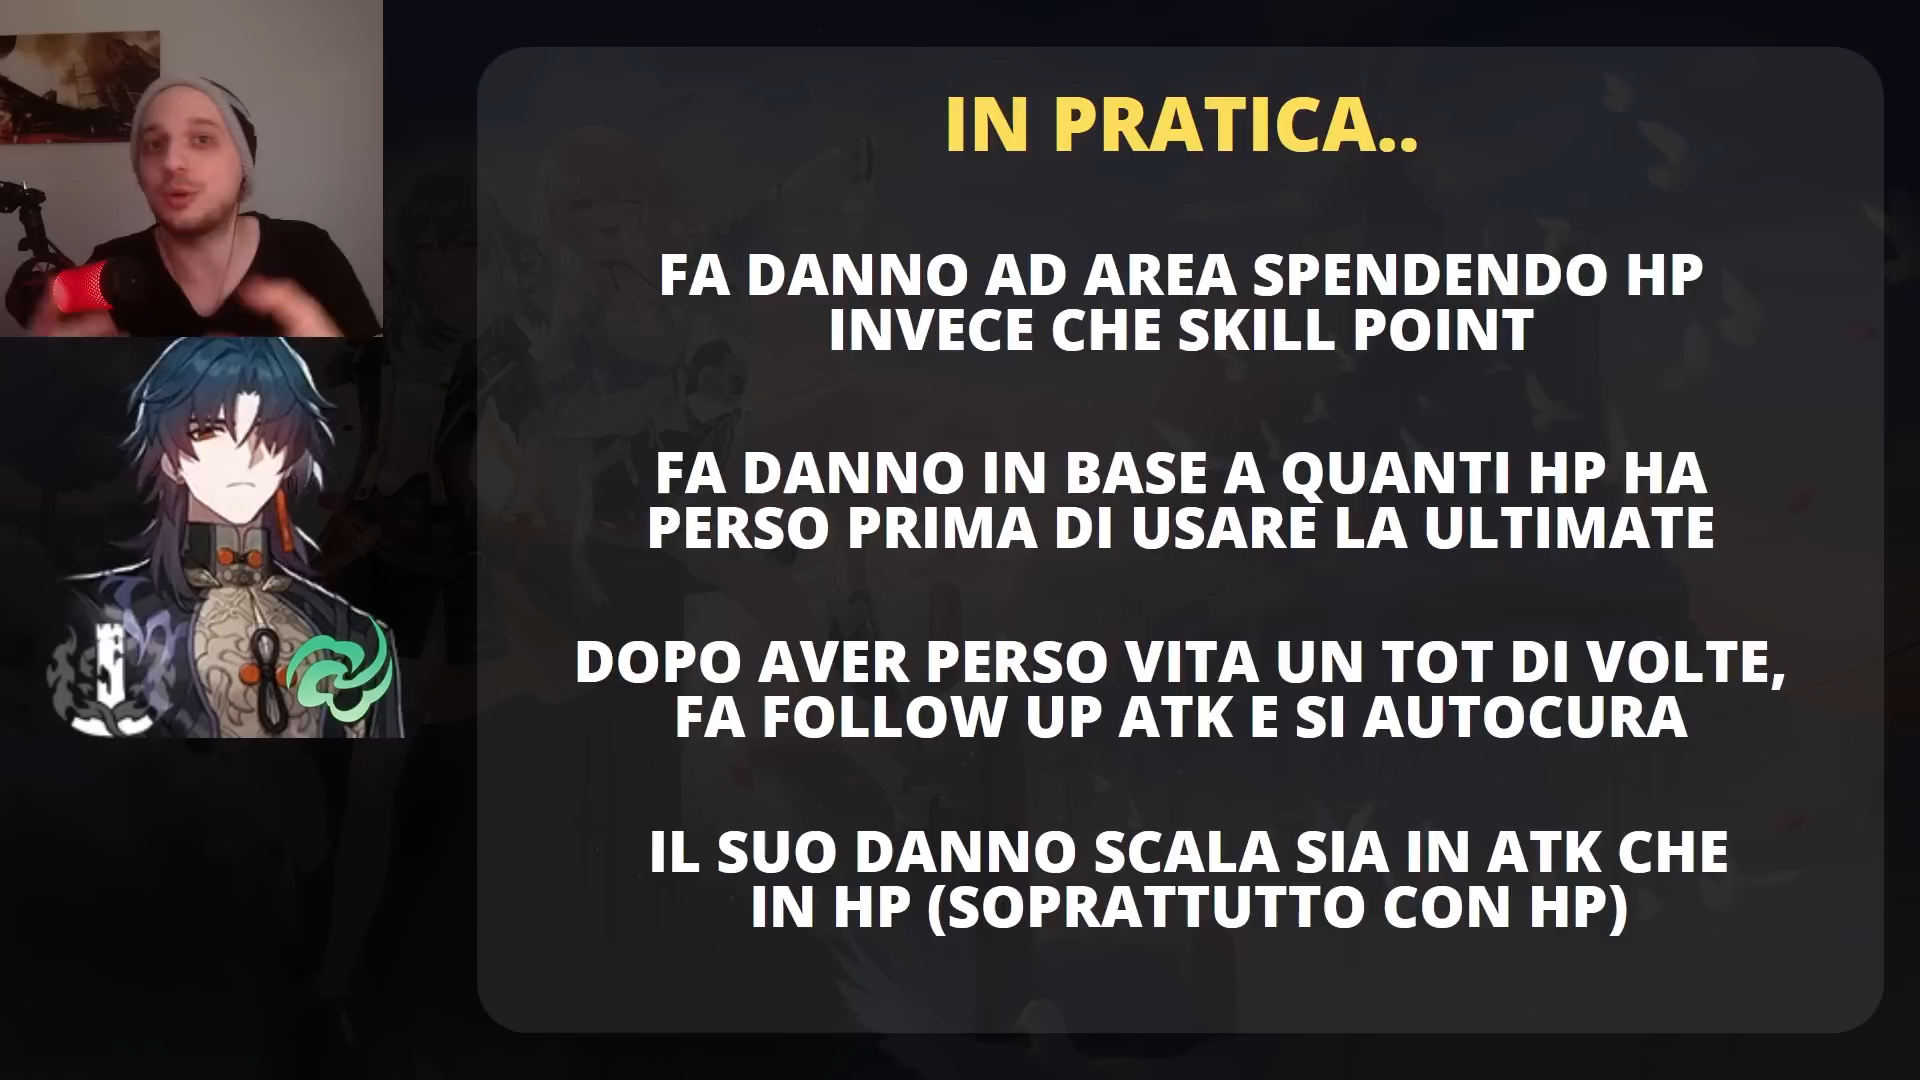 IN PRATICA..
FA DANNO AD AREA SPENDENDO HP
INVECE CHE SKILL POINT
FA DANNO IN BASE A QUANTI HP HA
PERSO PRIMA DI USARE LA ULTIMATE
DOPO AVER PERSO VITA UN TOT DI VOLTE,
FA FOLLOW UP ATK E SI AUTOCURA
IL SUO DANNO SCALA SIA IN ATK CHE
IN HP (SOPRATTUTTO CON HP)